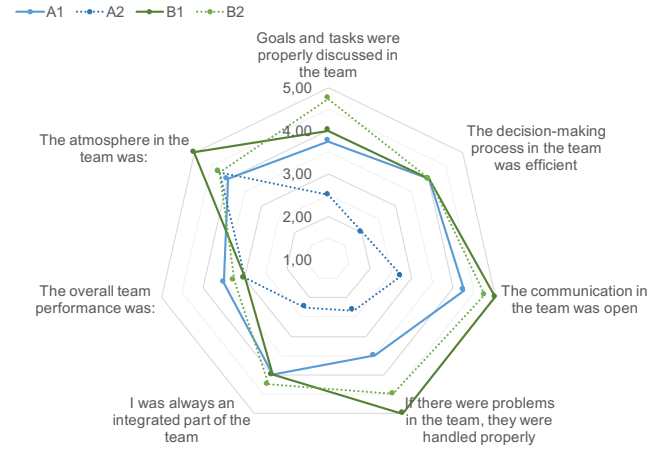 A1 A2 B1 B2
Goals and tasks were
properly discussed in
the team
5,00
4,00
3,00
2,00
1,00
The decision-making
process in the team
was efficient
The communication in
the team was open
If there were problems
in the team, they were
handled properly
I was always an
integrated part of the
team
The overall team
performance was:
The atmosphere in the
team was: